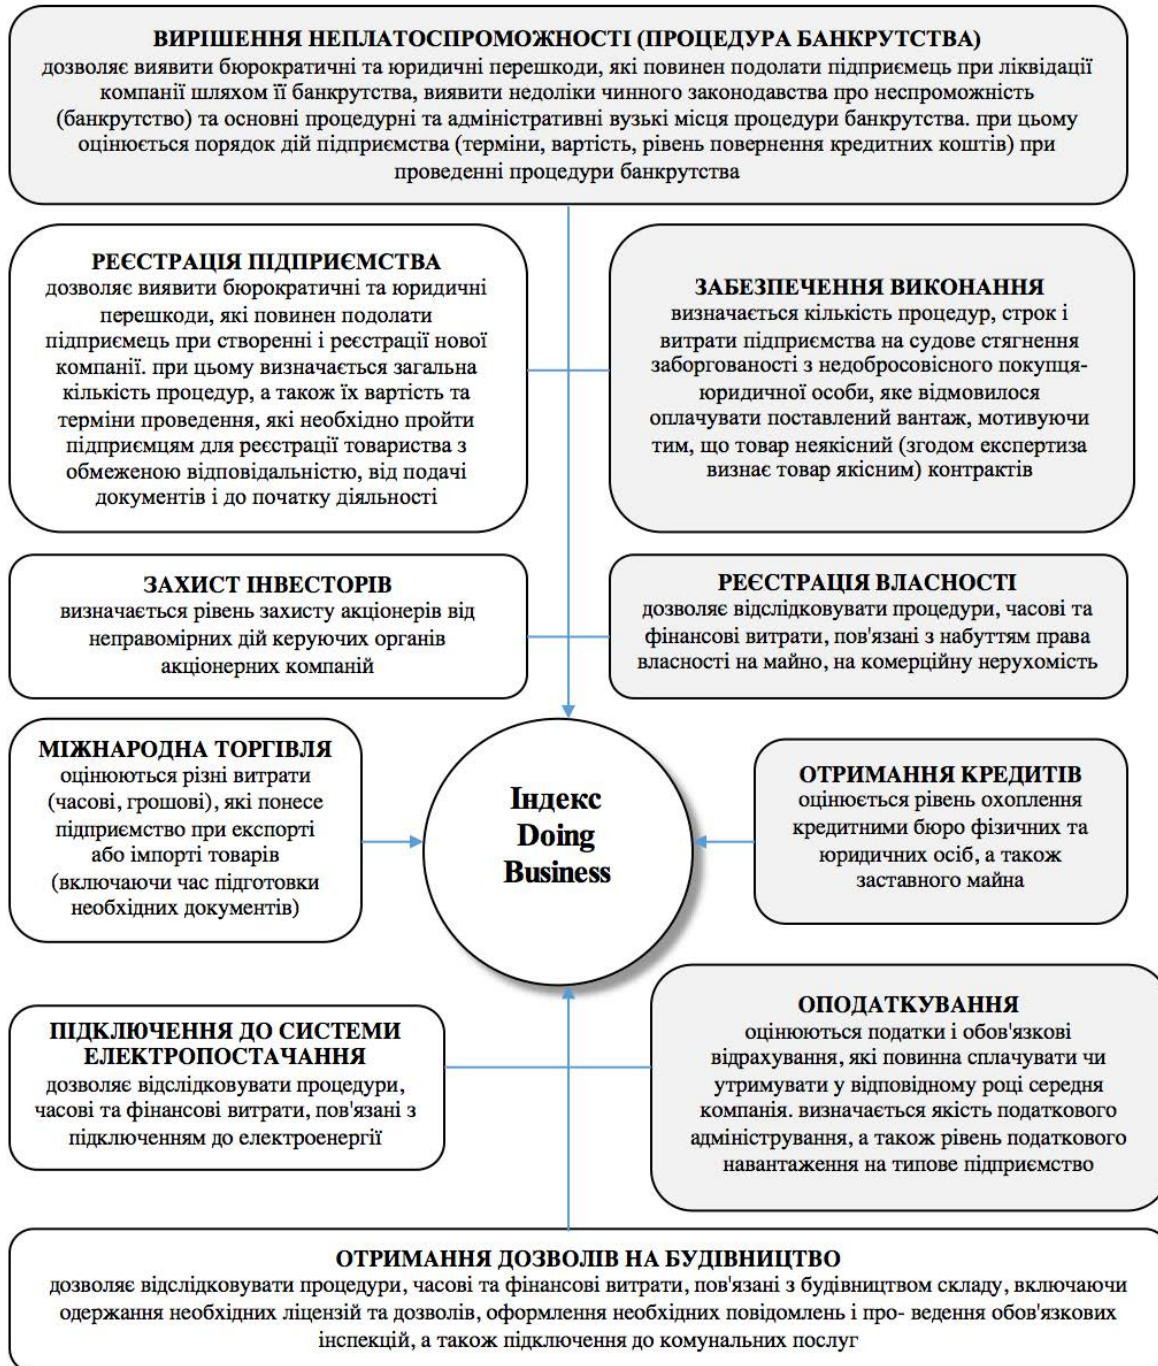 ВИРІШЕННЯ НЕПЛАТОСПРОМОЖНОСТІ (ПРОЦЕДУРА БАНКРУТСТВА)
дозволяє виявити бюрократичні та юридичні перешкоди, які повинен подолати підприємець при ліквідації
компанії шляхом її банкрутства, виявити недоліки чинного законодавства про неспроможність
(банкрутство) та основні процедурні та адміністративні вузькі місця процедури банкрутства. при цьому
оцінюється порядок дій підприємства (терміни, вартість, рівень повернення кредитних коштів) при
проведенні процедури банкрутства
РЕЄСТРАЦІЯ ПІДПРИЄМСТВА
дозволяє виявити бюрократичні та юридичні
перешкоди, які повинен подолати
підприємець при створенні і реєстрації нової
компанії. при цьому визначається загальна
кількість процедур, а також їх вартість та
терміни проведення, які необхідно пройти
підприємцям для реєстрації товариства з
обмеженою відповідальністю, від подачі
документів і до початку діяльності
ЗАБЕЗПЕЧЕННЯ ВИКОНАННЯ
визначається кількість процедур, строк і
витрати підприємства на судове стягнення
заборгованості з недобросовісного покупця-
юридичної особи, яке відмовилося
оплачувати поставлений вантаж, мотивуючи
тим, що товар неякісний (згодом експертиза
визнає товар якісним) контрактів
ЗАХИСТ ІНВЕСТОРІВ
визначається рівень захисту акціонерів від
неправомірних дій керуючих органів
акціонерних компаній
РЕЄСТРАЦІЯ ВЛАСНОСТІ
дозволяє відслідковувати процедури, часові та
фінансові витрати, пов'язані з набуттям права
власності на майно, на комерційну нерухомість
МІЖНАРОДНА ТОРГІВЛЯ
оцінюються різні витрати
(часові, грошові), які понесе
підприємство при експорті
або імпорті товарів
(включаючи час підготовки
необхідних документів)
Індекс
Doing
Business
ОТРИМАННЯ КРЕДИТІВ
оцінюється рівень охоплення
кредитними бюро фізичних та
юридичних осіб, а також
заставного майна
ПІДКЛЮЧЕННЯ ДО СИСТЕМИ
ЕЛЕКТРОПОСТАЧАННЯ
дозволяє відслідковувати процедури,
часові та фінансові витрати, пов'язані з
підключенням до електроенергії
ОПОДАТКУВАННЯ
оцінюються податки і обов'язкові
відрахування, які повинна сплачувати чи
утримувати у відповідному році середня
компанія. визначається якість податкового
адміністрування, а також рівень податкового
навантаження на типове підприємство
ОТРИМАННЯ ДОЗВОЛІВ НА БУДІВНИЦТВО
дозволяє відслідковувати процедури, часові та фінансові витрати, пов'язані з будівництвом складу, включаючи
одержання необхідних ліцензій та дозволів, оформлення необхідних повідомлень і про- ведення обов'язкових
інспекцій, а також підключення до комунальних послуг